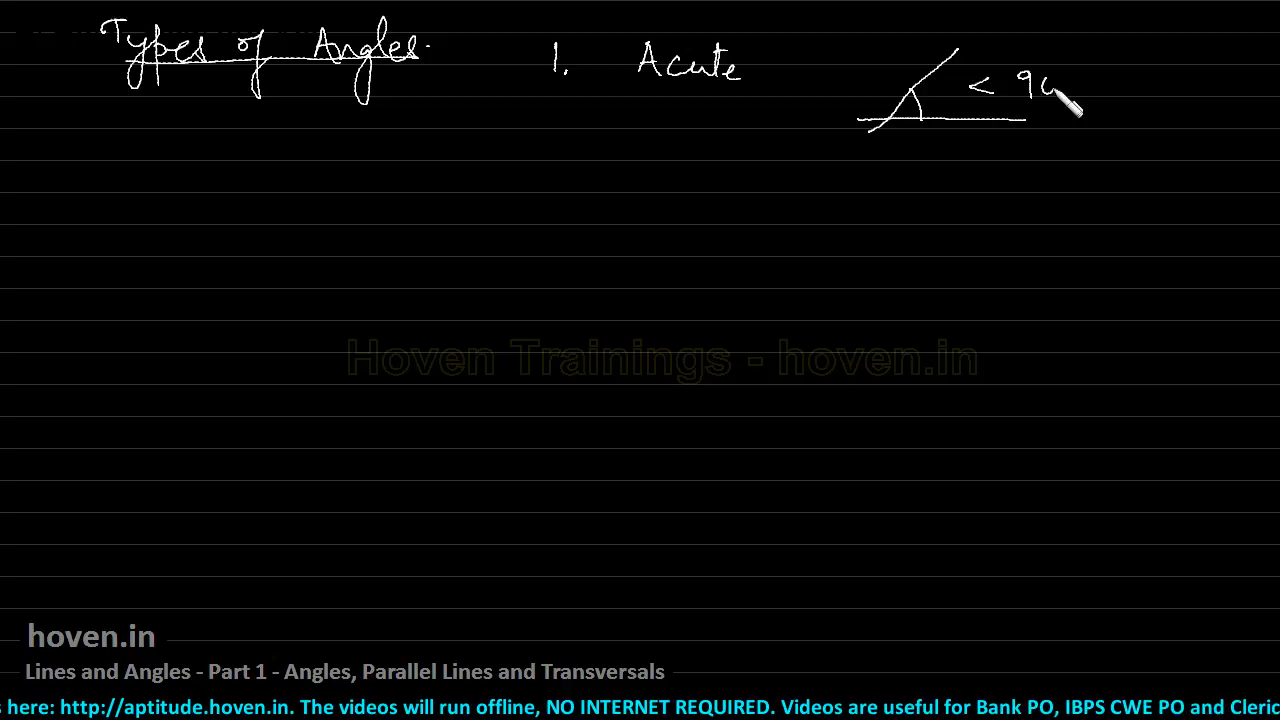 Types of Angles.
1. Acute < 90
Hoven Trainings - hoven.in
hoven.in
Lines and Angles - Part 1 - Angles, Parallel Lines and Transversals
here: http://aptitude.hoven.in. The videos will run offline, NO INTERNET REQUIRED. Videos are useful for Bank PO, IBPS CWE PO and